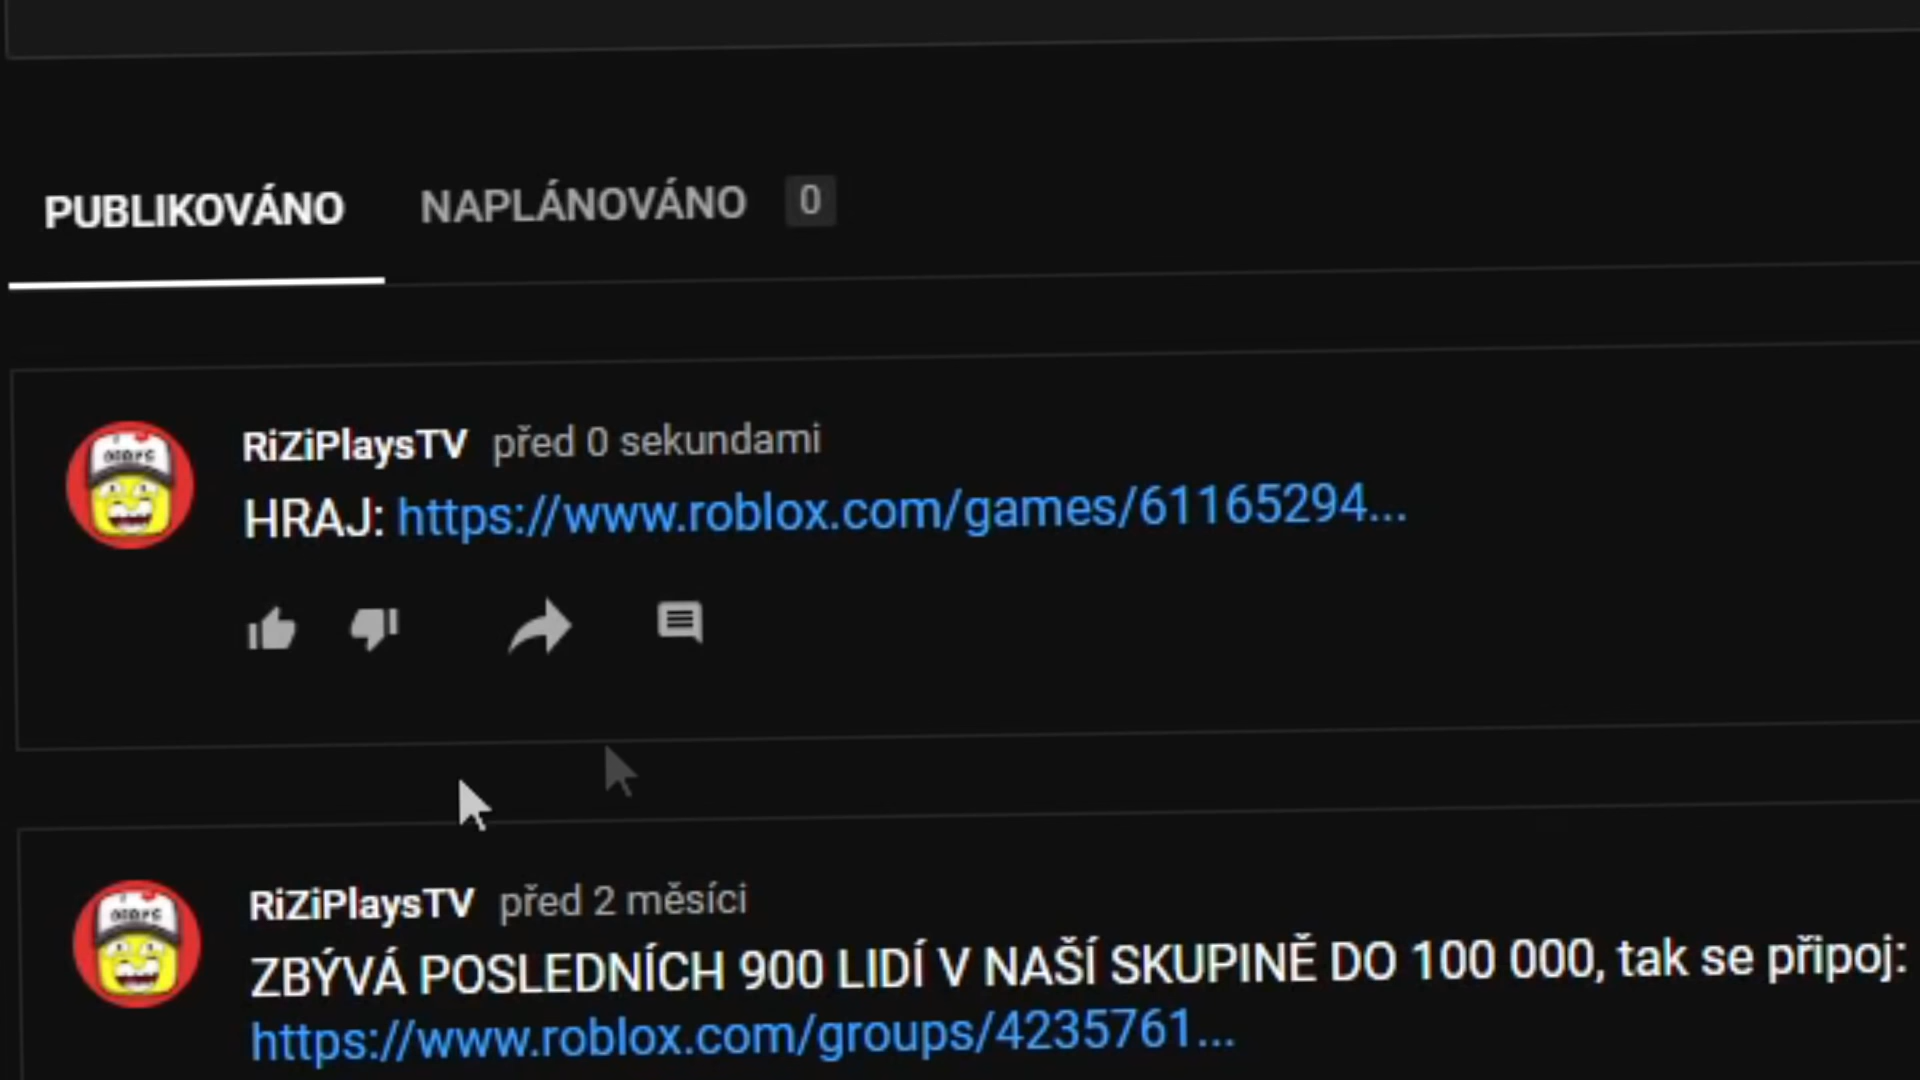 PUBLIKOVÁNO NAPLÁNOVÁNO 0
RiZiPlaysTV před 0 sekundami
HRAJ: https://www.roblox.com/games/61165294...
RiZiPlaysTV před 2 měsíci
ZBÝVÁ POSLEDNÍCH 900 LIDÍ V NAŠÍ SKUPINĚ DO 100 000, tak se připoj:
https://www.roblox.com/groups/4235761...